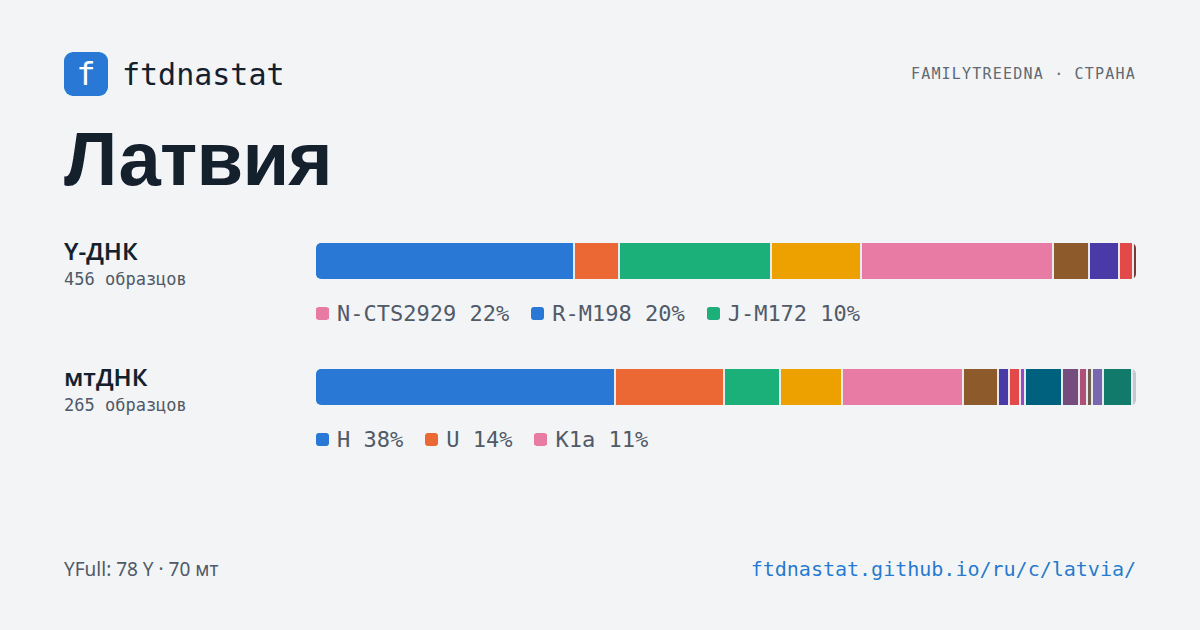 f ftdnastat
FAMILYTREEDNA · СТРАНА
Латвия
Y-ДНК
456 образцов
N-CTS2929 22% R-M198 20% J-M172 10%
мтДНК
265 образцов
H 38% U 14% K1a 11%
YFull: 78 Y · 70 мт
ftdnastat.github.io/ru/c/latvia/